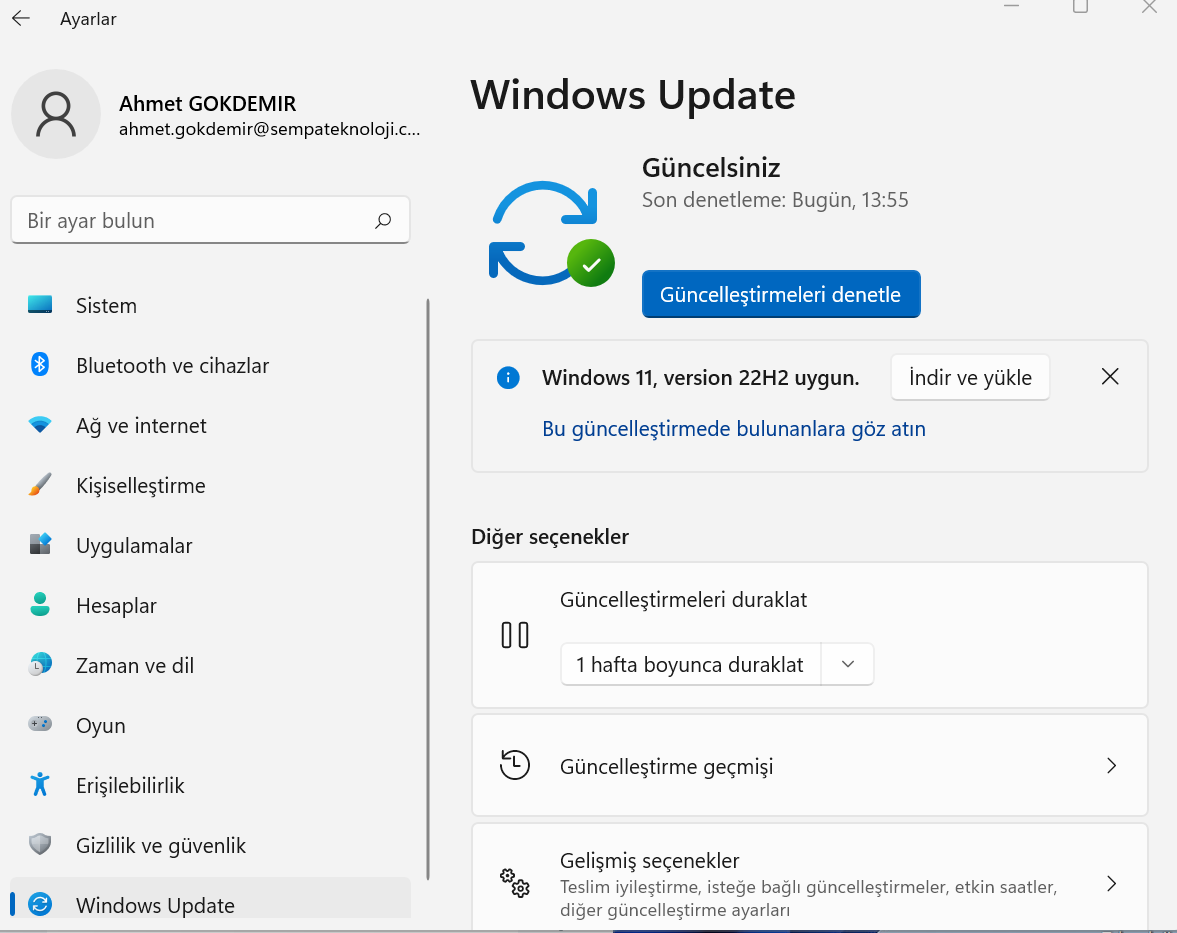 Ayarlar
Ahmet GOKDEMIR
ahmet.gokdemir@sempateknoloji.c...
Bir ayar bulun
Sistem
Bluetooth ve cihazlar
Ağ ve internet
Kişiselleştirme
Uygulamalar
Hesaplar
Zaman ve dil
Oyun
Erişilebilirlik
Gizlilik ve güvenlik
Windows Update
Windows Update
Güncelsiniz
Son denetleme: Bugün, 13:55
Güncelleştirmeleri denetle
Windows 11, version 22H2 uygun.
İndir ve yükle
Bu güncelleştirmede bulunanlara göz atın
Diğer seçenekler
Güncelleştirmeleri duraklat
1 hafta boyunca duraklat
Güncelleştirme geçmişi
Gelişmiş seçenekler
Teslim iyileştirme, isteğe bağlı güncelleştirmeler, etkin saatler,
diğer güncelleştirme ayarları